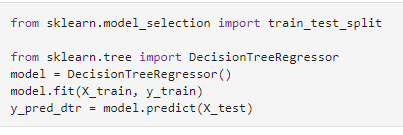 from sklearn.model_selection import train_test_split
from sklearn.tree import DecisionTreeRegressor
model = DecisionTreeRegressor()
model.fit(X_train, y_train)
y_pred_dtr = model.predict(X_test)